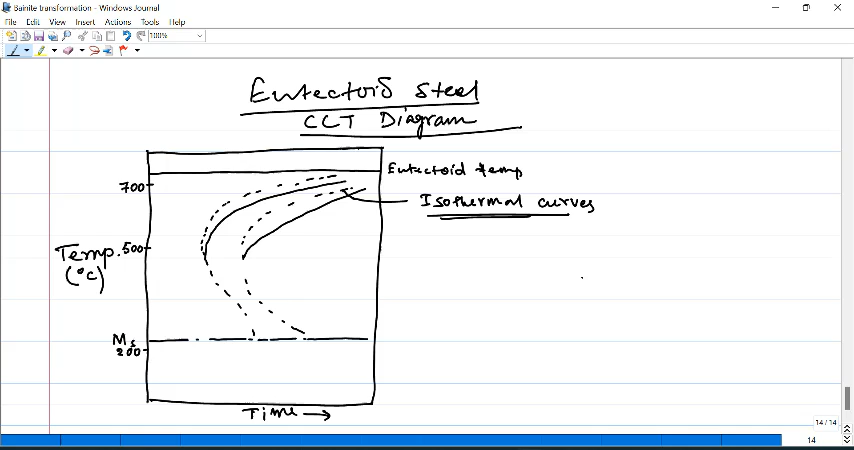 Bainite transformation - Windows Journal
File Edit View Insert Actions Tools Help
100%
Eutectoid steel
CCT Diagram
Eutectoid temp
700
Isothermal curves
Temp. 500
(°c)
Ms
200
Time →
14 / 14
14